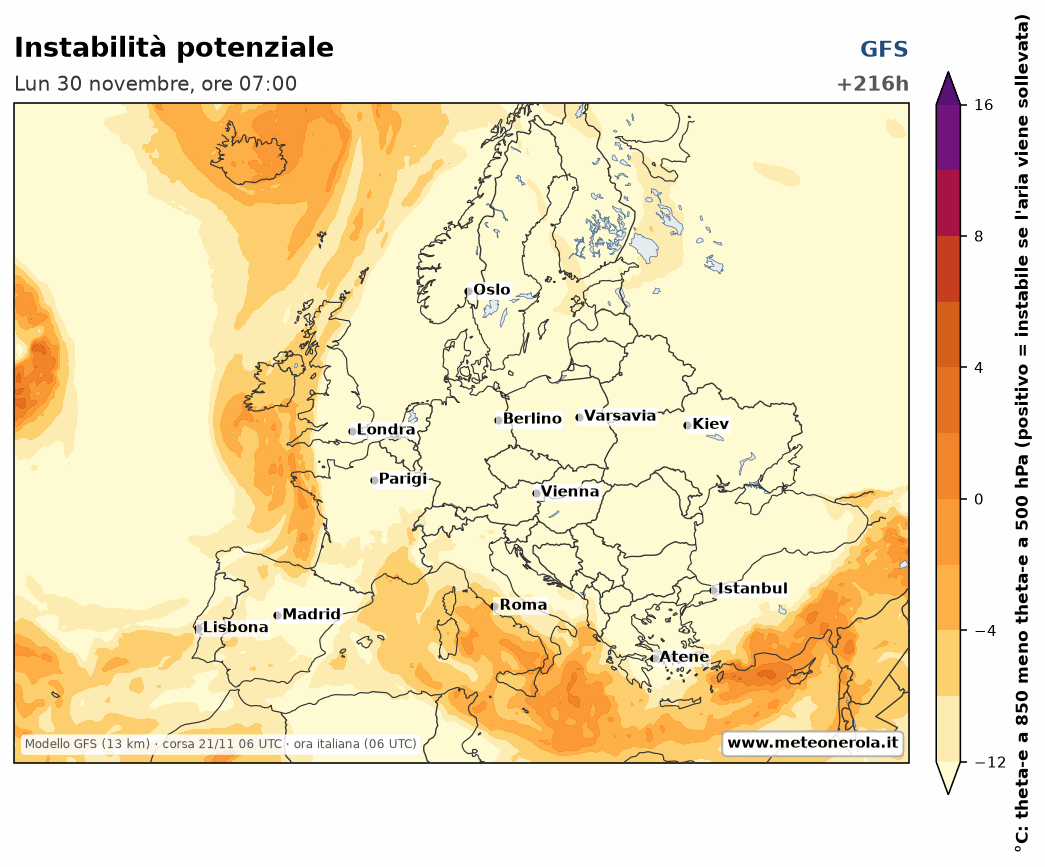 Instabilità potenziale
GFS
Lun 30 novembre, ore 07:00
+216h
Oslo
Berlino
Varsavia
Kiev
Londra
Parigi
Vienna
Istanbul
Roma
Madrid
Lisbona
Atene
Modello GFS (13 km) · corsa 21/11 06 UTC · ora italiana (06 UTC)
www.meteonerola.it
16
8
4
0
−4
−12
°C: theta-e a 850 meno theta-e a 500 hPa (positivo = instabile se l'aria viene sollevata)